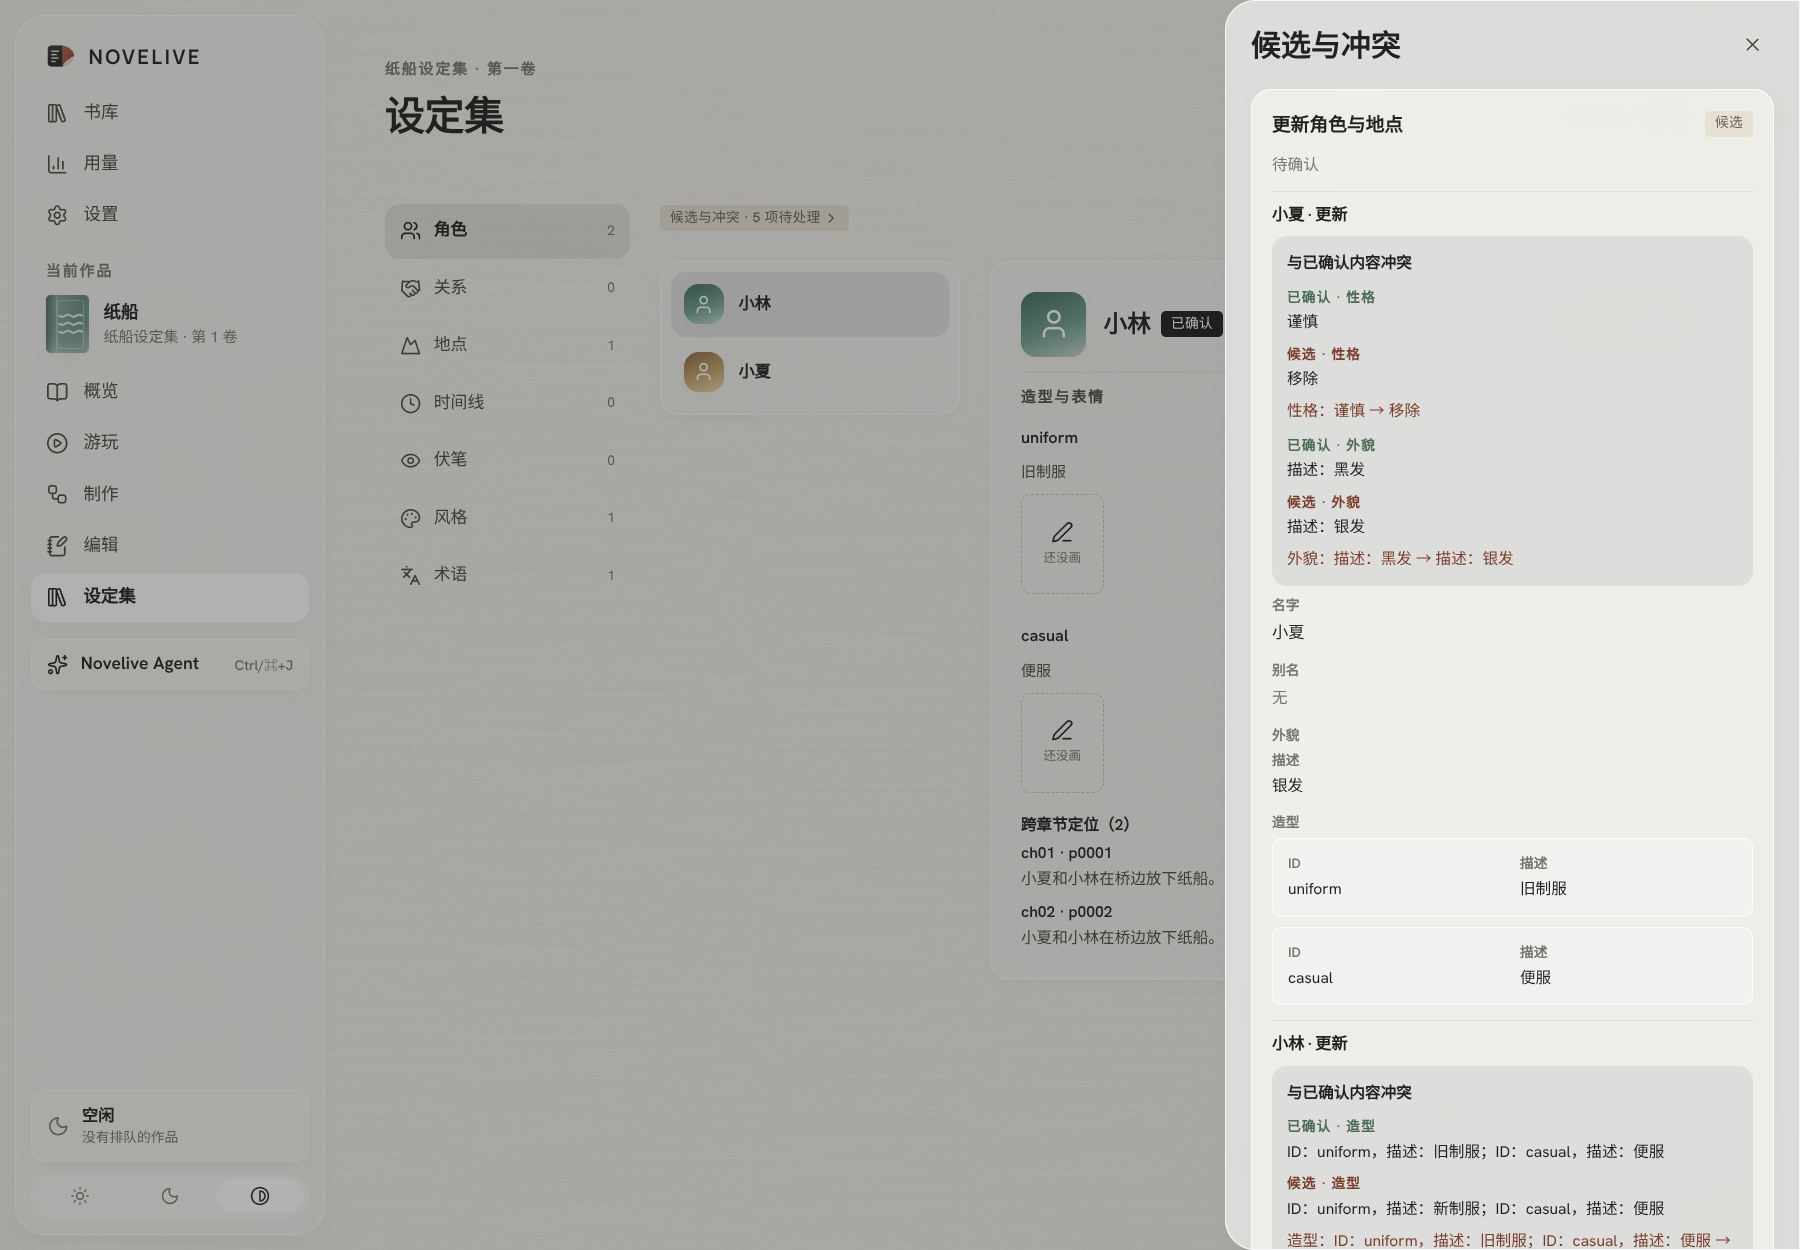 NOVELIVE
书库
用量
设置
当前作品
纸船
纸船设定集 · 第 1 卷
概览
游玩
制作
编辑
设定集
Novelive Agent Ctrl/⌘+J
空闲
没有排队的作品
纸船设定集 · 第一卷
设定集
角色 2
关系 0
地点 1
时间线 0
伏笔 0
风格 1
术语 1
候选与冲突 · 5 项待处理
小林
小夏
小林 已确认
造型与表情
uniform
旧制服
还没画
casual
便服
还没画
跨章节定位（2）
ch01 · p0001
小夏和小林在桥边放下纸船。
ch02 · p0002
小夏和小林在桥边放下纸船。
候选与冲突
更新角色与地点 候选
待确认
小夏 · 更新
与已确认内容冲突
已确认 · 性格
谨慎
候选 · 性格
移除
性格：谨慎 → 移除
已确认 · 外貌
描述：黑发
候选 · 外貌
描述：银发
外貌：描述：黑发 → 描述：银发
名字
小夏
别名
无
外貌
描述
银发
造型
ID 描述
uniform 旧制服
ID 描述
casual 便服
小林 · 更新
与已确认内容冲突
已确认 · 造型
ID：uniform，描述：旧制服；ID：casual，描述：便服
候选 · 造型
ID：uniform，描述：新制服；ID：casual，描述：便服
造型：ID：uniform，描述：旧制服；ID：casual，描述：便服 →